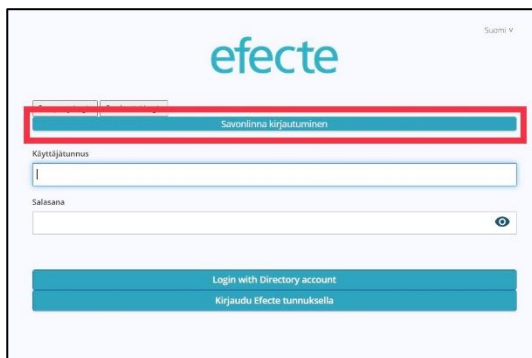 Suomi
efecte
Savonlinna kirjautuminen
Käyttäjätunnus
Salasana
Login with Directory account
Kirjaudu Efecte tunnuksella